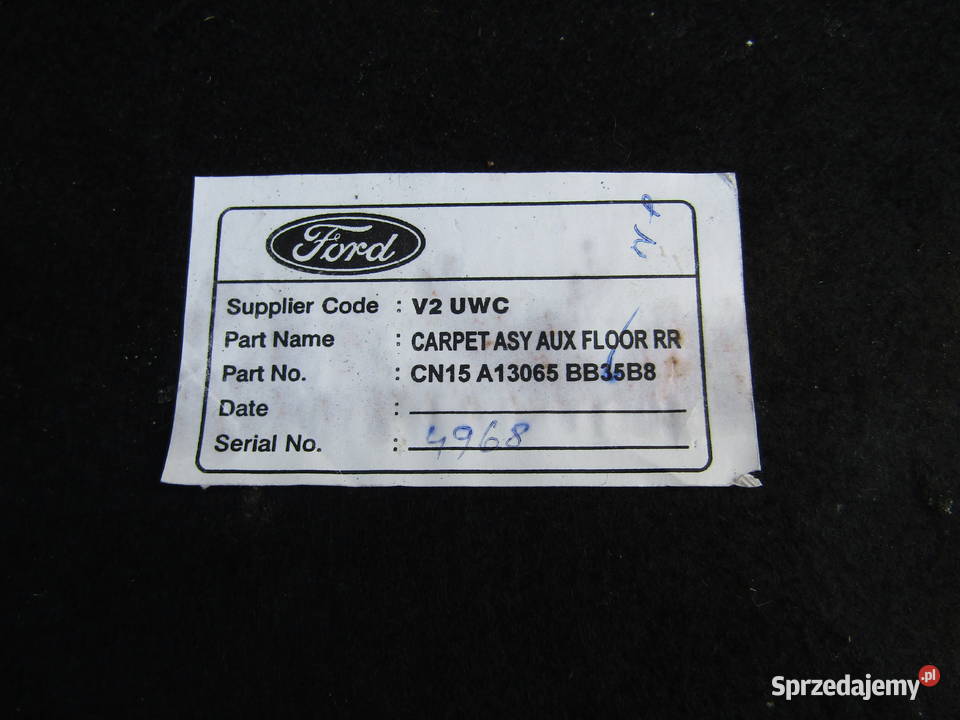 Ford
Supplier Code : V2 UWC
Part Name : CARPET ASY AUX FLOOR RR
Part No. : CN15 A13065 BB35B8
Date :
Serial No. : 4968
Sprzedajemy.pl